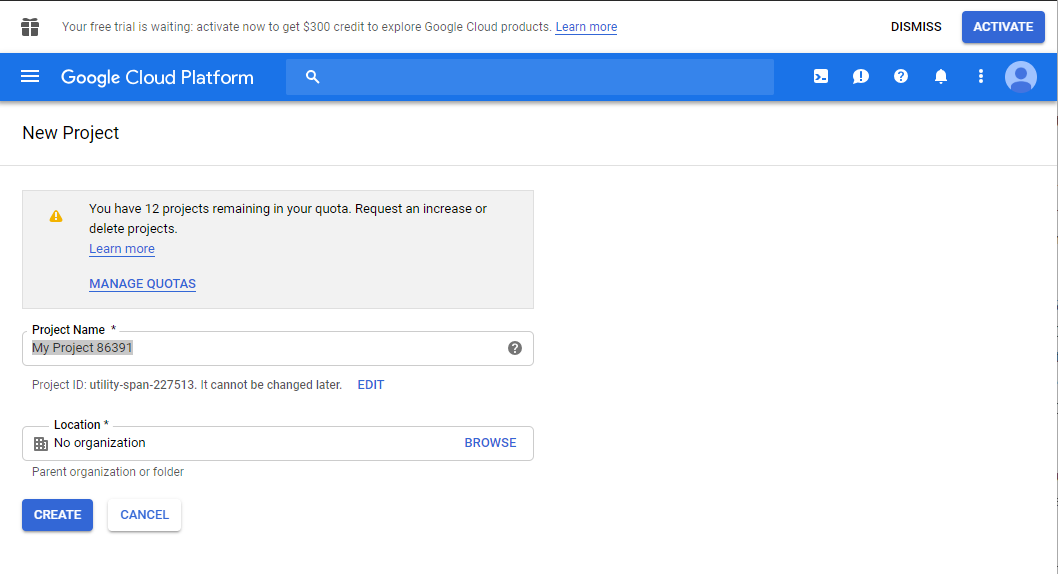 Your free trial is waiting: activate now to get $300 credit to explore Google Cloud products. Learn more
DISMISS
ACTIVATE
Google Cloud Platform
New Project
You have 12 projects remaining in your quota. Request an increase or
delete projects.
Learn more
MANAGE QUOTAS
Project Name *
My Project 86391
Project ID: utility-span-227513. It cannot be changed later. EDIT
Location *
No organization
BROWSE
Parent organization or folder
CREATE
CANCEL